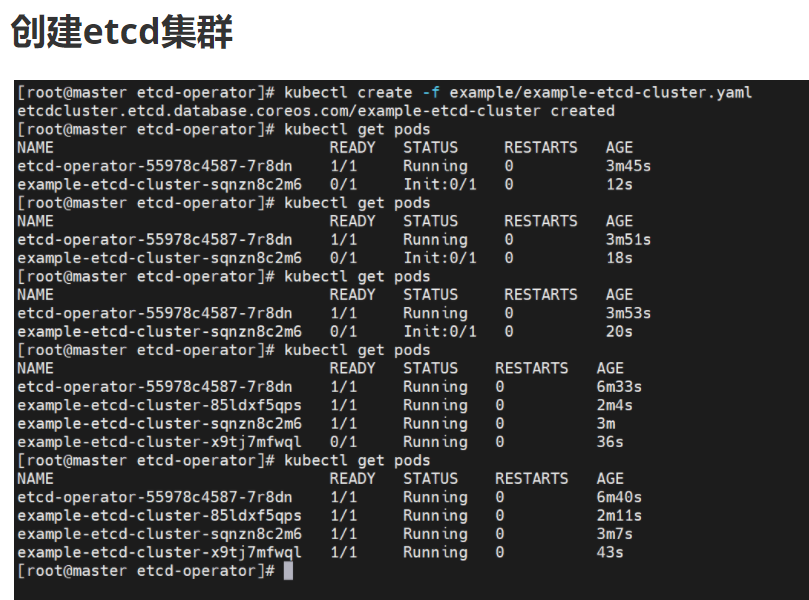 创建etcd集群
[root@master etcd-operator]# kubectl create -f example/example-etcd-cluster.yaml
etcdcluster.etcd.database.coreos.com/example-etcd-cluster created
[root@master etcd-operator]# kubectl get pods
NAME READY STATUS RESTARTS AGE
etcd-operator-55978c4587-7r8dn 1/1 Running 0 3m45s
example-etcd-cluster-sqnzn8c2m6 0/1 Init:0/1 0 12s
[root@master etcd-operator]# kubectl get pods
NAME READY STATUS RESTARTS AGE
etcd-operator-55978c4587-7r8dn 1/1 Running 0 3m51s
example-etcd-cluster-sqnzn8c2m6 0/1 Init:0/1 0 18s
[root@master etcd-operator]# kubectl get pods
NAME READY STATUS RESTARTS AGE
etcd-operator-55978c4587-7r8dn 1/1 Running 0 3m53s
example-etcd-cluster-sqnzn8c2m6 0/1 Init:0/1 0 20s
[root@master etcd-operator]# kubectl get pods
NAME READY STATUS RESTARTS AGE
etcd-operator-55978c4587-7r8dn 1/1 Running 0 6m33s
example-etcd-cluster-85ldxf5qps 1/1 Running 0 2m4s
example-etcd-cluster-sqnzn8c2m6 1/1 Running 0 3m
example-etcd-cluster-x9tj7mfwql 0/1 Running 0 36s
[root@master etcd-operator]# kubectl get pods
NAME READY STATUS RESTARTS AGE
etcd-operator-55978c4587-7r8dn 1/1 Running 0 6m40s
example-etcd-cluster-85ldxf5qps 1/1 Running 0 2m11s
example-etcd-cluster-sqnzn8c2m6 1/1 Running 0 3m7s
example-etcd-cluster-x9tj7mfwql 1/1 Running 0 43s
[root@master etcd-operator]#